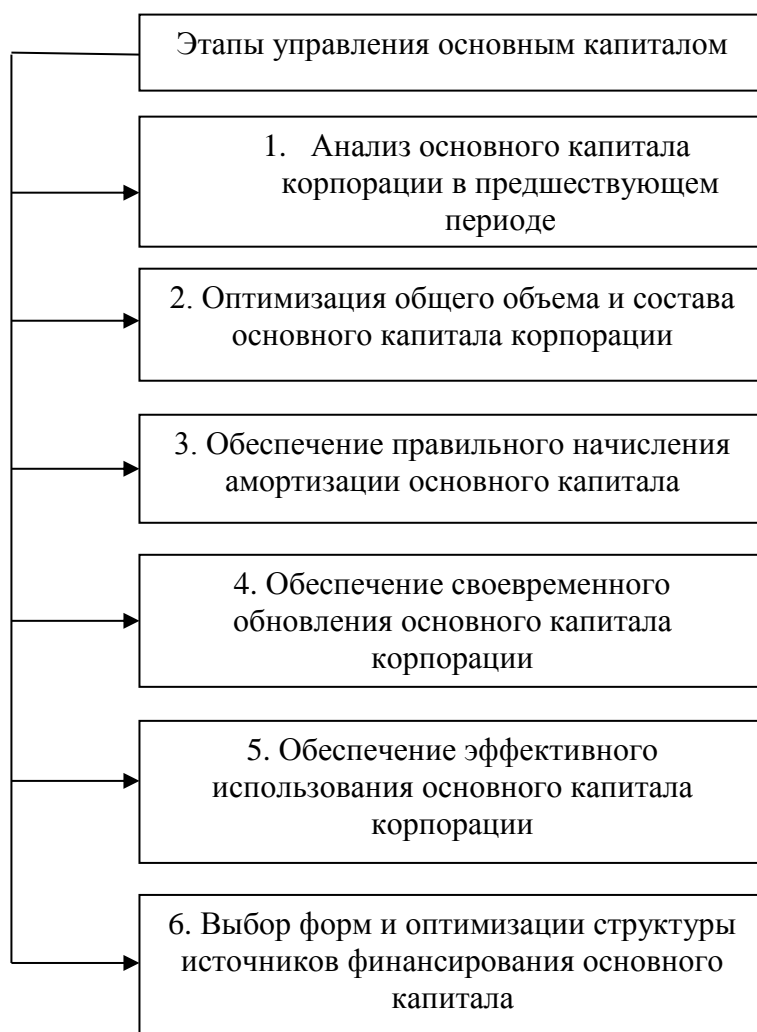 Этапы управления основным капиталом
1. Анализ основного капитала
корпорации в предшествующем
периоде
2. Оптимизация общего объема и состава
основного капитала корпорации
3. Обеспечение правильного начисления
амортизации основного капитала
4. Обеспечение своевременного
обновления основного капитала
корпорации
5. Обеспечение эффективного
использования основного капитала
корпорации
6. Выбор форм и оптимизации структуры
источников финансирования основного
капитала